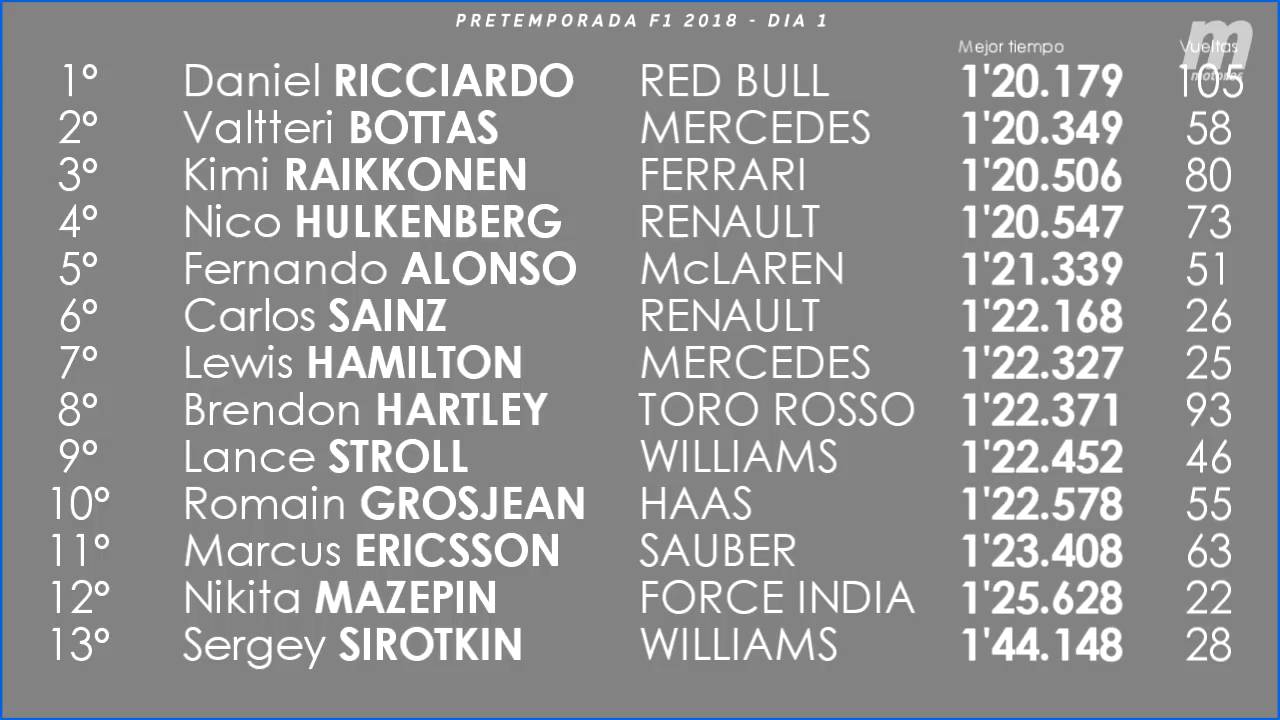 PRETEMPORADA F1 2018 - DIA 1
m
motores
Mejor tiempo Vueltas
1º Daniel RICCIARDO RED BULL 1'20.179 105
2º Valtteri BOTTAS MERCEDES 1'20.349 58
3º Kimi RAIKKONEN FERRARI 1'20.506 80
4º Nico HULKENBERG RENAULT 1'20.547 73
5º Fernando ALONSO McLAREN 1'21.339 51
6º Carlos SAINZ RENAULT 1'22.168 26
7º Lewis HAMILTON MERCEDES 1'22.327 25
8º Brendon HARTLEY TORO ROSSO 1'22.371 93
9º Lance STROLL WILLIAMS 1'22.452 46
10º Romain GROSJEAN HAAS 1'22.578 55
11º Marcus ERICSSON SAUBER 1'23.408 63
12º Nikita MAZEPIN FORCE INDIA 1'25.628 22
13º Sergey SIROTKIN WILLIAMS 1'44.148 28